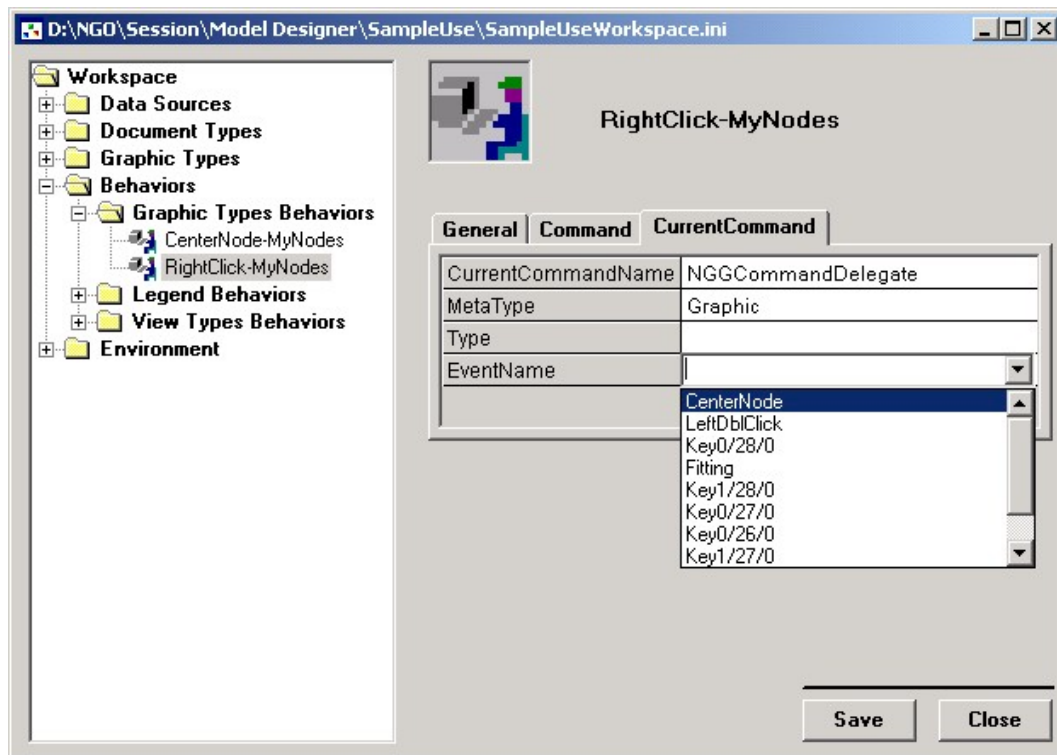 D:\NGO\Session\Model Designer\SampleUse\SampleUseWorkspace.ini
Workspace
Data Sources
Document Types
Graphic Types
Behaviors
Graphic Types Behaviors
CenterNode-MyNodes
RightClick-MyNodes
Legend Behaviors
View Types Behaviors
Environment
RightClick-MyNodes
General Command CurrentCommand
CurrentCommandName NGGCommandDelegate
MetaType Graphic
Type
EventName
CenterNode
LeftDblClick
Key0/28/0
Fitting
Key1/28/0
Key0/27/0
Key0/26/0
Key1/27/0
Save Close